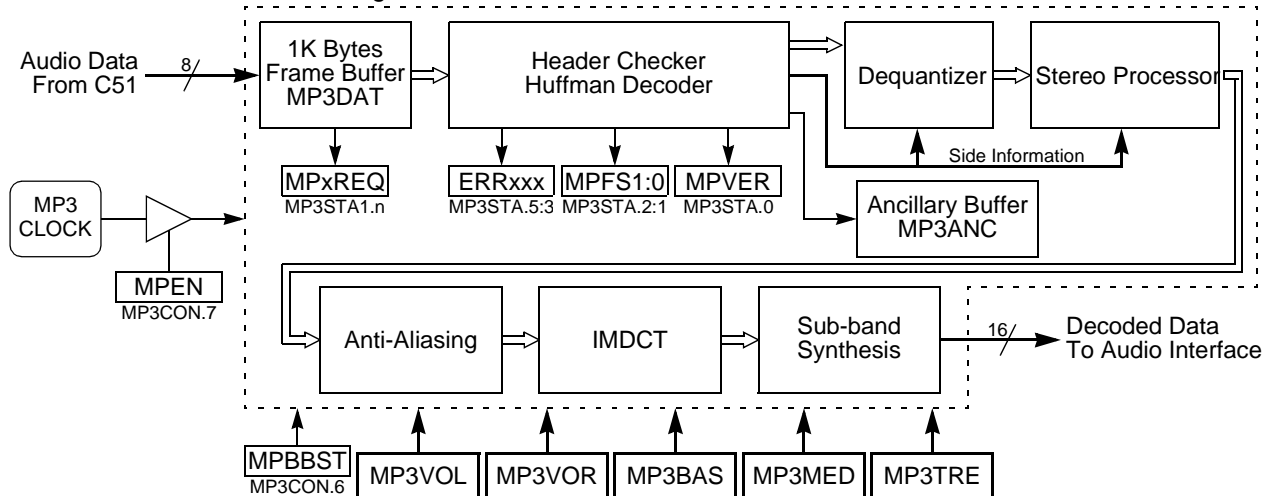 Audio Data
From C51
8
1K Bytes
Frame Buffer
MP3DAT
Header Checker
Huffman Decoder
Dequantizer
Stereo Processor
Side Information
MPxREQ
MP3STA1.n
ERRxxx
MP3STA.5:3
MPFS1:0
MP3STA.2:1
MPVER
MP3STA.0
Ancillary Buffer
MP3ANC
MP3
CLOCK
MPEN
MP3CON.7
Anti-Aliasing
IMDCT
Sub-band
Synthesis
16
Decoded Data
To Audio Interface
MPBBST
MP3CON.6
MP3VOL
MP3VOR
MP3BAS
MP3MED
MP3TRE